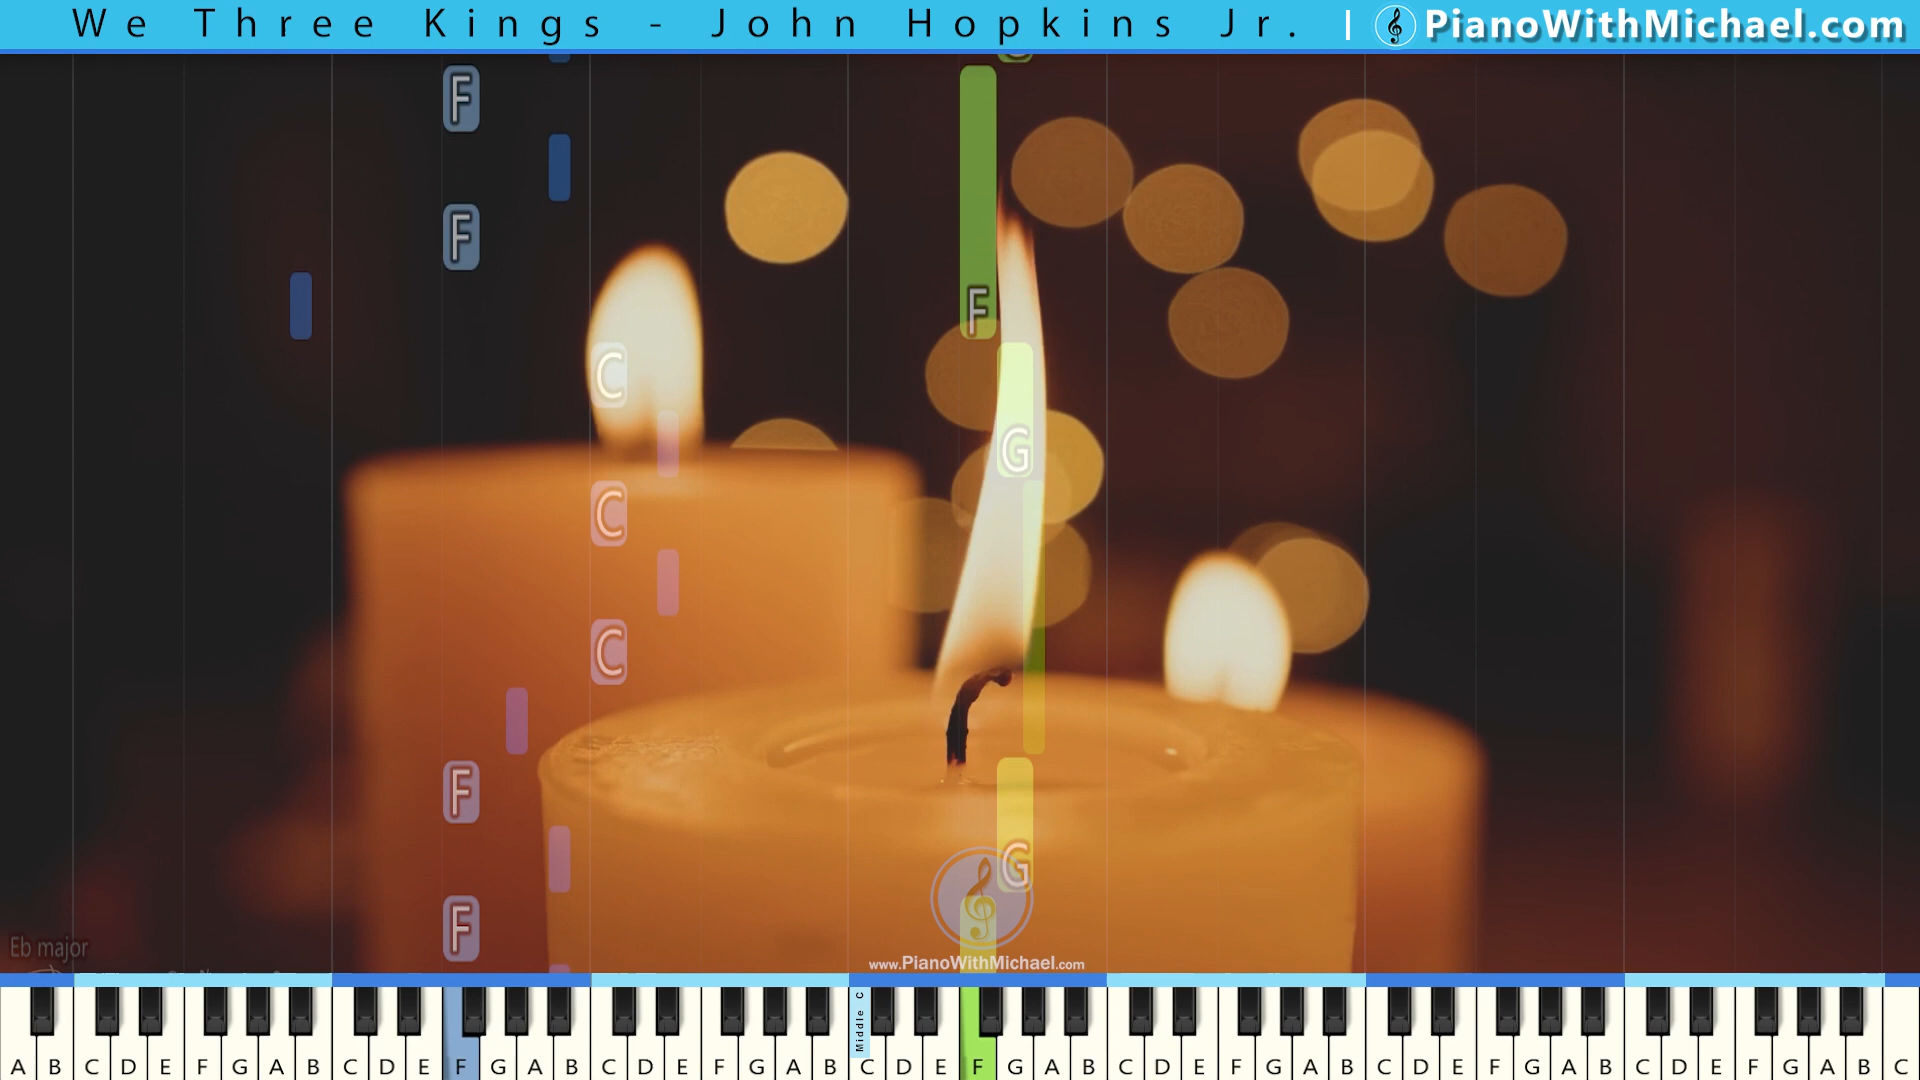 We Three Kings - John Hopkins Jr. | PianoWithMichael.com
F
F
F
C
G
C
C
F
G
F
Eb major
www.PianoWithMichael.com
Middle C
A B C D E F G A B C D E F G A B C D E F G A B C D E F G A B C D E F G A B C D E F G A B C D E F G A B C